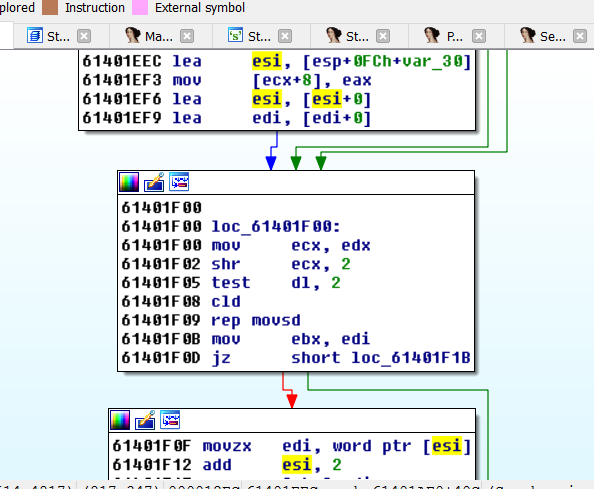 plored Instruction External symbol
St... Ma... St... St... P... Se...
61401EEC lea esi, [esp+0FCh+var_30]
61401EF3 mov [ecx+8], eax
61401EF6 lea esi, [esi+0]
61401EF9 lea edi, [edi+0]
61401F00
61401F00 loc_61401F00:
61401F00 mov ecx, edx
61401F02 shr ecx, 2
61401F05 test dl, 2
61401F08 cld
61401F09 rep movsd
61401F0B mov ebx, edi
61401F0D jz short loc_61401F1B
61401F0F movzx edi, word ptr [esi]
61401F12 add esi, 2